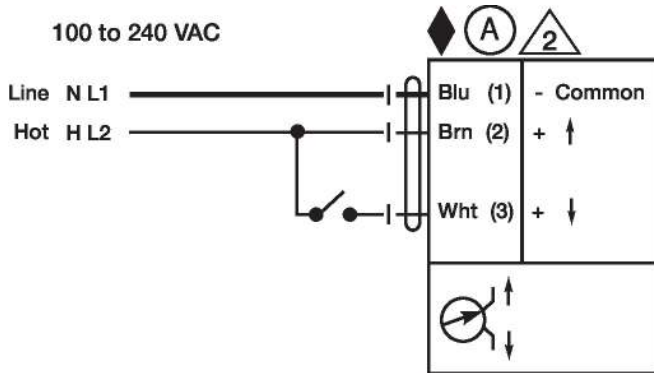 100 to 240 VAC
A 2
Line N L1 Blu (1) - Common
Hot H L2 Brn (2) + ↑
Wht (3) + ↓
↑
↓